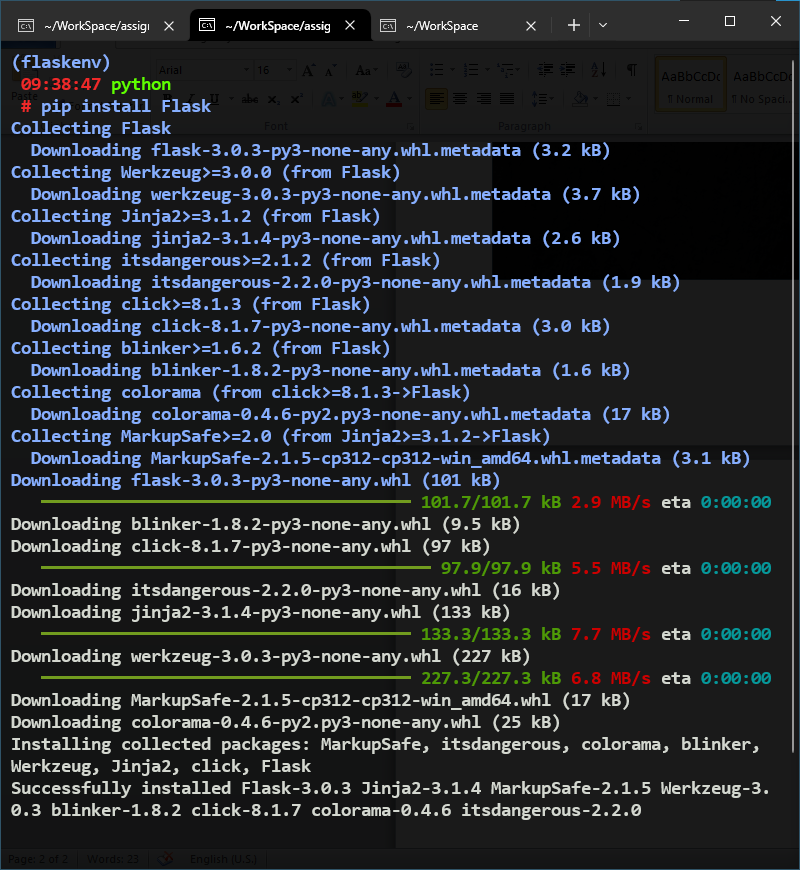 ~/WorkSpace/assig
~/WorkSpace/assig
~/WorkSpace
(flaskenv)
09:38:47 python
# pip install Flask
Collecting Flask
Downloading flask-3.0.3-py3-none-any.whl.metadata (3.2 kB)
Collecting Werkzeug>=3.0.0 (from Flask)
Downloading werkzeug-3.0.3-py3-none-any.whl.metadata (3.7 kB)
Collecting Jinja2>=3.1.2 (from Flask)
Downloading jinja2-3.1.4-py3-none-any.whl.metadata (2.6 kB)
Collecting itsdangerous>=2.1.2 (from Flask)
Downloading itsdangerous-2.2.0-py3-none-any.whl.metadata (1.9 kB)
Collecting click>=8.1.3 (from Flask)
Downloading click-8.1.7-py3-none-any.whl.metadata (3.0 kB)
Collecting blinker>=1.6.2 (from Flask)
Downloading blinker-1.8.2-py3-none-any.whl.metadata (1.6 kB)
Collecting colorama (from click>=8.1.3->Flask)
Downloading colorama-0.4.6-py2.py3-none-any.whl.metadata (17 kB)
Collecting MarkupSafe>=2.0 (from Jinja2>=3.1.2->Flask)
Downloading MarkupSafe-2.1.5-cp312-cp312-win_amd64.whl.metadata (3.1 kB)
Downloading flask-3.0.3-py3-none-any.whl (101 kB)
101.7/101.7 kB 2.9 MB/s eta 0:00:00
Downloading blinker-1.8.2-py3-none-any.whl (9.5 kB)
Downloading click-8.1.7-py3-none-any.whl (97 kB)
97.9/97.9 kB 5.5 MB/s eta 0:00:00
Downloading itsdangerous-2.2.0-py3-none-any.whl (16 kB)
Downloading jinja2-3.1.4-py3-none-any.whl (133 kB)
133.3/133.3 kB 7.7 MB/s eta 0:00:00
Downloading werkzeug-3.0.3-py3-none-any.whl (227 kB)
227.3/227.3 kB 6.8 MB/s eta 0:00:00
Downloading MarkupSafe-2.1.5-cp312-cp312-win_amd64.whl (17 kB)
Downloading colorama-0.4.6-py2.py3-none-any.whl (25 kB)
Installing collected packages: MarkupSafe, itsdangerous, colorama, blinker,
Werkzeug, Jinja2, click, Flask
Successfully installed Flask-3.0.3 Jinja2-3.1.4 MarkupSafe-2.1.5 Werkzeug-3.
0.3 blinker-1.8.2 click-8.1.7 colorama-0.4.6 itsdangerous-2.2.0
Arial 16
AaBbCcDc AaBbCcDc
¶ Normal ¶ No Spaci...
Font Paragraph
Page: 2 of 2 Words: 23 English (U.S.)